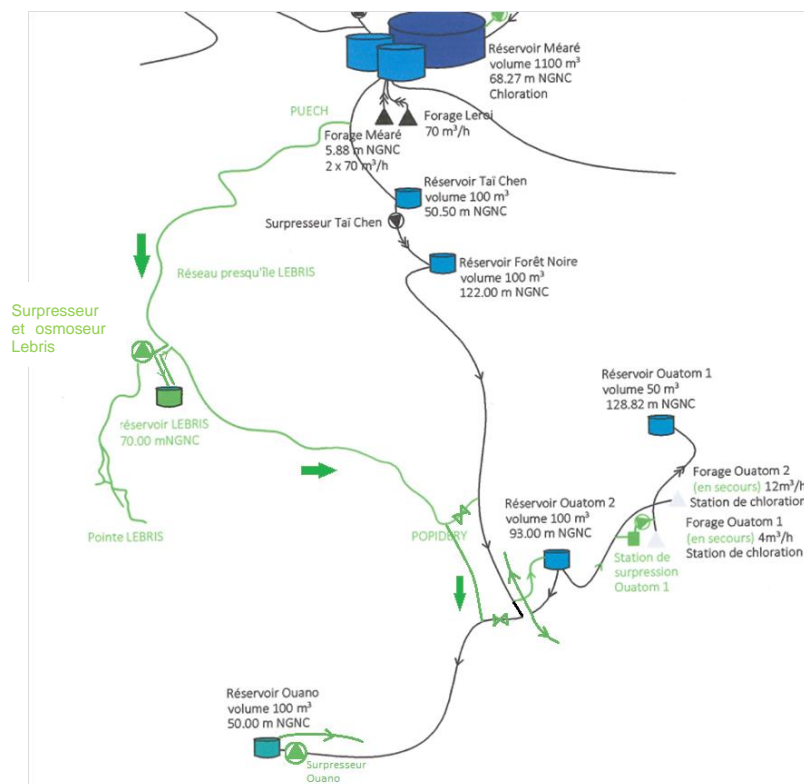 Réservoir Méaré
volume 1100 m³
68.27 m NGNC
Chloration
PUECH
Forage Méaré
5.88 m NGNC
2 x 70 m³/h
Forage Leroi
70 m³/h
Réservoir Taï Chen
volume 100 m³
50.50 m NGNC
Surpresseur Taï Chen
Réservoir Forêt Noire
volume 100 m³
122.00 m NGNC
Réseau presqu'île LEBRIS
Surpresseur
et osmoseur
Lebris
réservoir LEBRIS
70.00 mNGNC
Réservoir Ouatom 1
volume 50 m³
128.82 m NGNC
Forage Ouatom 2
(en secours) 12m³/h
Station de chloration
Réservoir Ouatom 2
volume 100 m³
93.00 m NGNC
Forage Ouatom 1
(en secours) 4m³/h
Station de chloration
Pointe LEBRIS
POPIDERY
Station de
surpression
Ouatom 1
Réservoir Ouano
volume 100 m³
50.00 m NGNC
Surpresseur
Ouano